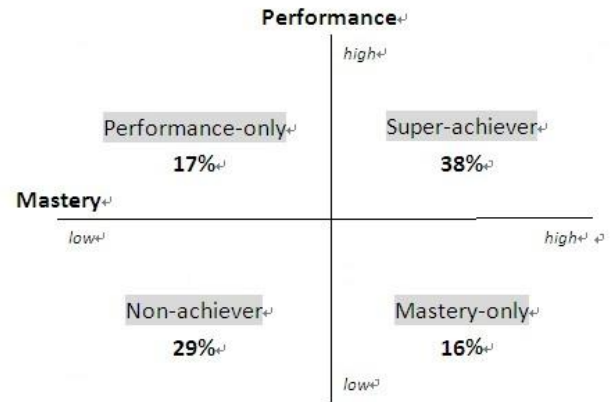 Performance
high
Performance-only Super-achiever
17% 38%
Mastery
low high
Non-achiever Mastery-only
29% 16%
low